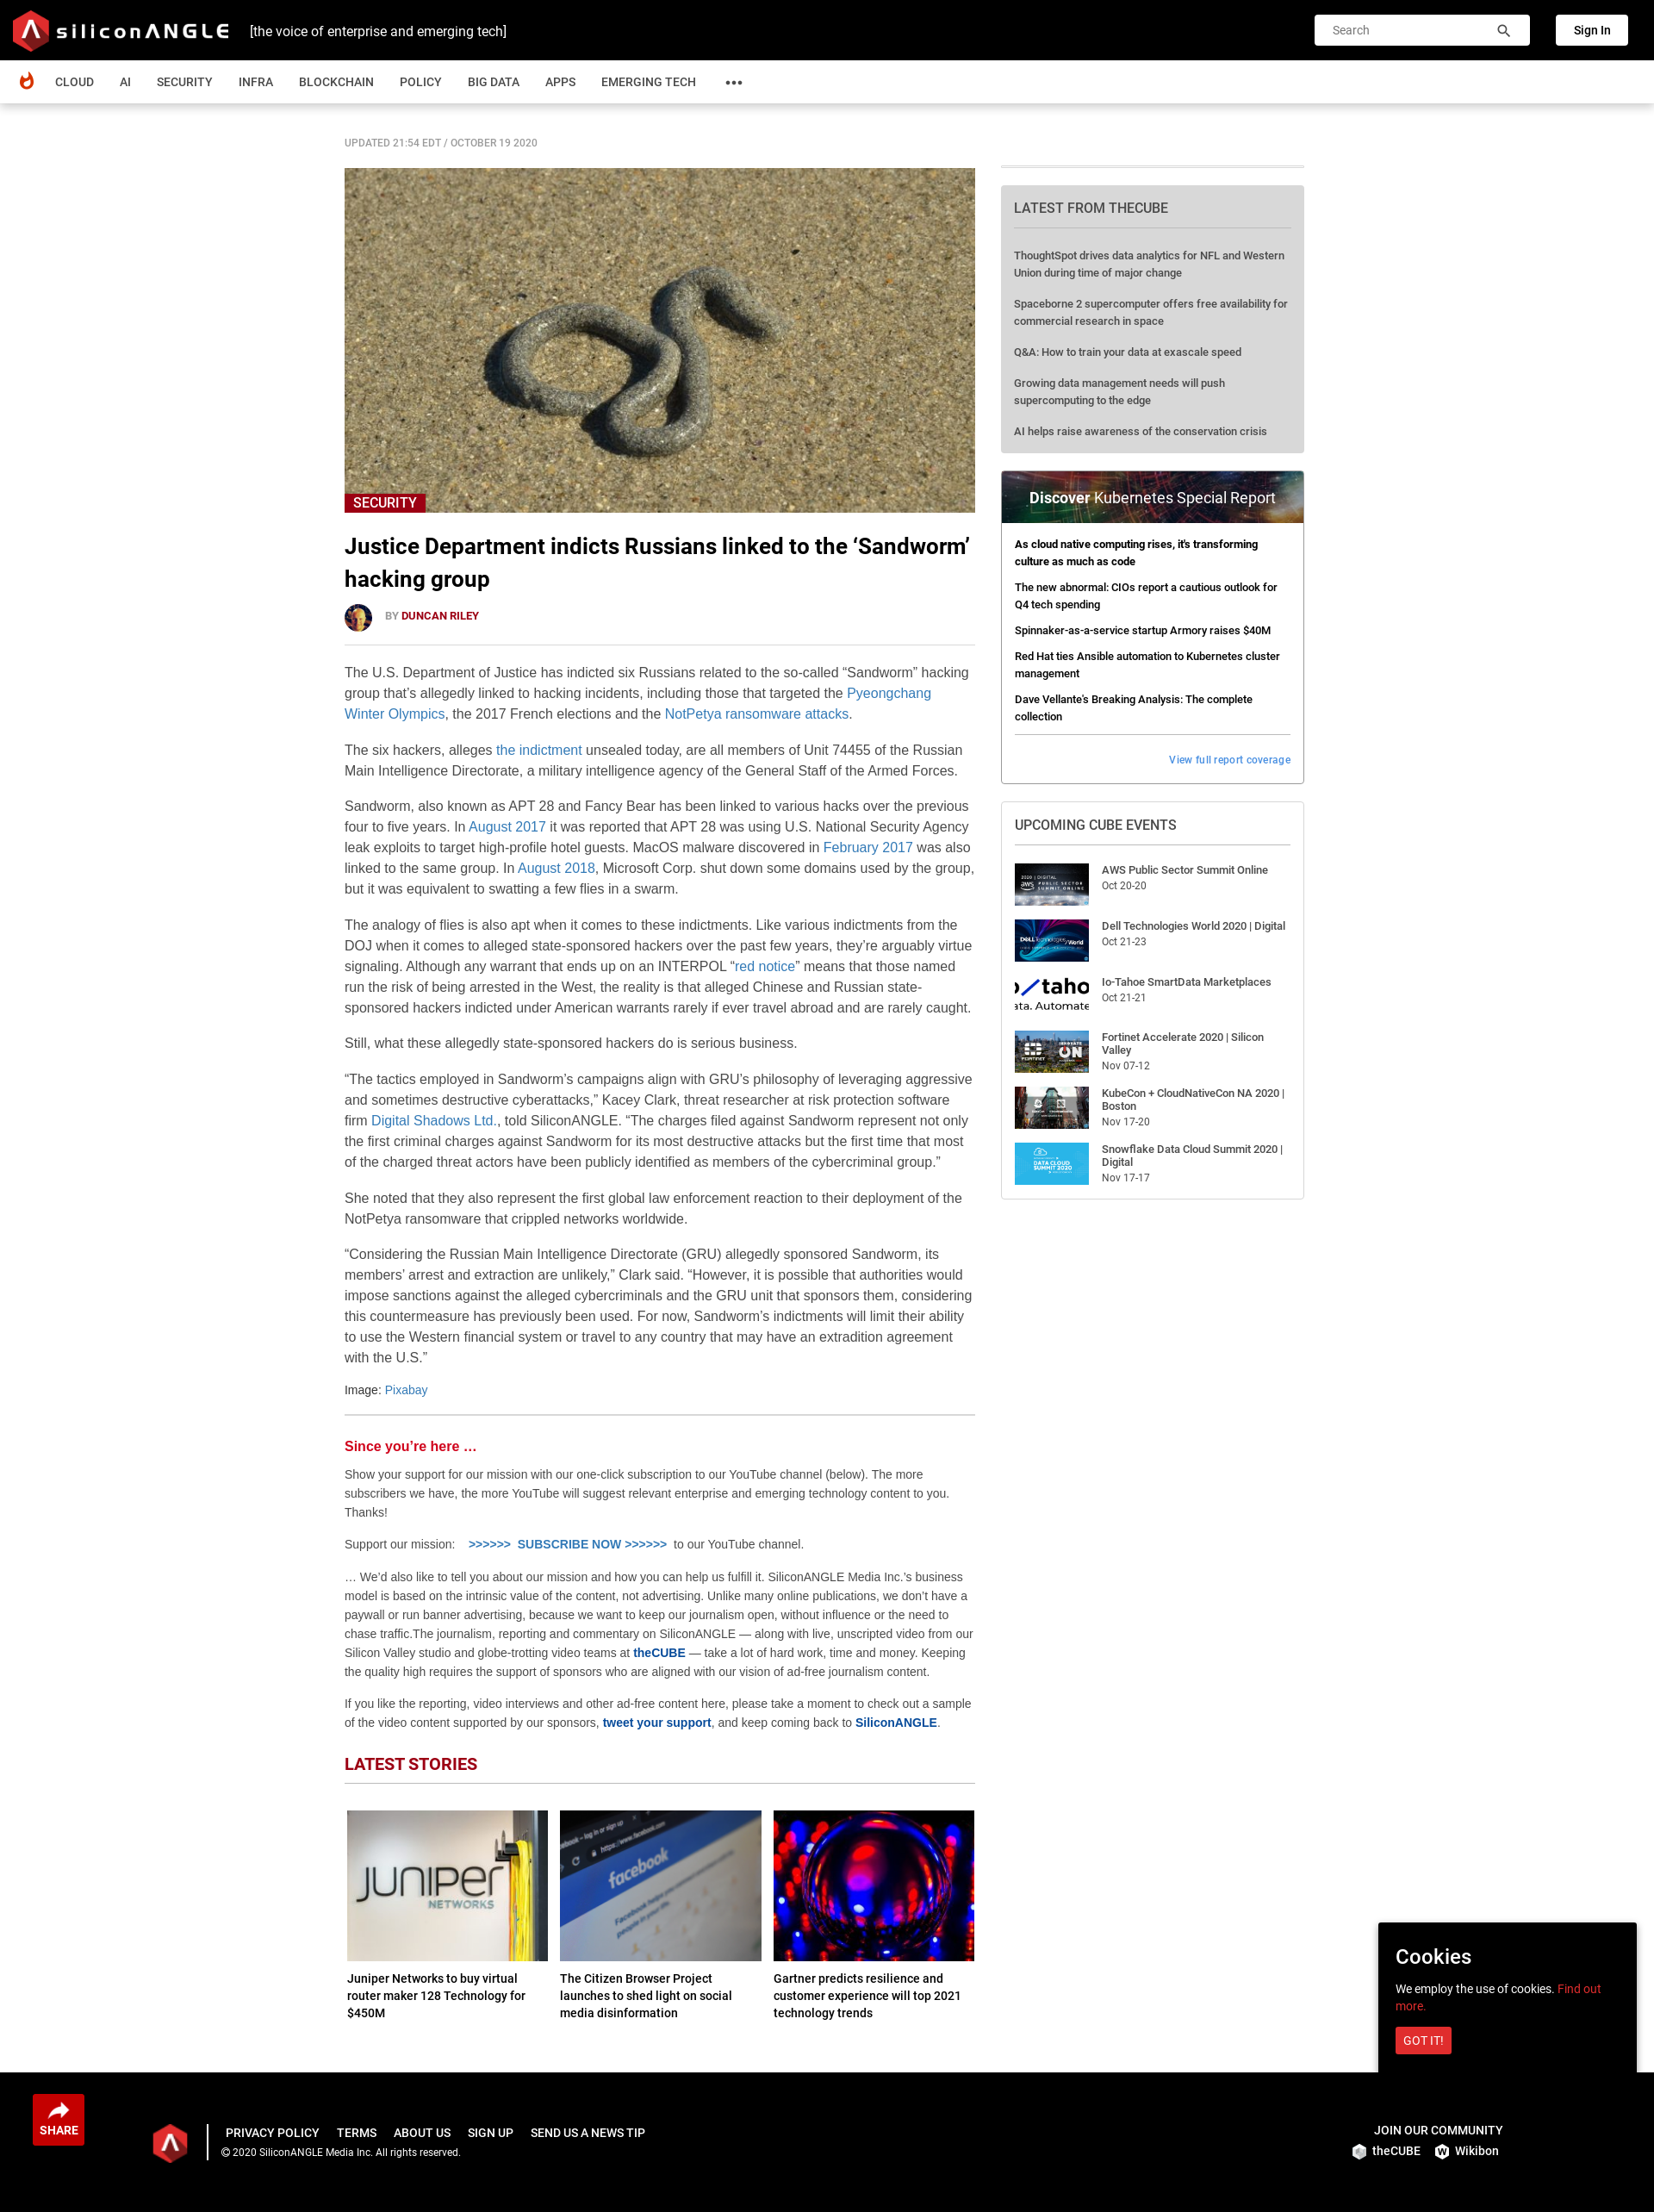 siliconANGLE
[the voice of enterprise and emerging tech]
Search
Sign In
CLOUD AI SECURITY INFRA BLOCKCHAIN POLICY BIG DATA APPS EMERGING TECH •••
UPDATED 21:54 EDT / OCTOBER 19 2020
SECURITY
Justice Department indicts Russians linked to the ‘Sandworm’
hacking group
BY DUNCAN RILEY
The U.S. Department of Justice has indicted six Russians related to the so-called “Sandworm” hacking
group that’s allegedly linked to hacking incidents, including those that targeted the Pyeongchang
Winter Olympics, the 2017 French elections and the NotPetya ransomware attacks.
The six hackers, alleges the indictment unsealed today, are all members of Unit 74455 of the Russian
Main Intelligence Directorate, a military intelligence agency of the General Staff of the Armed Forces.
Sandworm, also known as APT 28 and Fancy Bear has been linked to various hacks over the previous
four to five years. In August 2017 it was reported that APT 28 was using U.S. National Security Agency
leak exploits to target high-profile hotel guests. MacOS malware discovered in February 2017 was also
linked to the same group. In August 2018, Microsoft Corp. shut down some domains used by the group,
but it was equivalent to swatting a few flies in a swarm.
The analogy of flies is also apt when it comes to these indictments. Like various indictments from the
DOJ when it comes to alleged state-sponsored hackers over the past few years, they’re arguably virtue
signaling. Although any warrant that ends up on an INTERPOL “red notice” means that those named
run the risk of being arrested in the West, the reality is that alleged Chinese and Russian state-
sponsored hackers indicted under American warrants rarely if ever travel abroad and are rarely caught.
Still, what these allegedly state-sponsored hackers do is serious business.
“The tactics employed in Sandworm’s campaigns align with GRU’s philosophy of leveraging aggressive
and sometimes destructive cyberattacks,” Kacey Clark, threat researcher at risk protection software
firm Digital Shadows Ltd., told SiliconANGLE. “The charges filed against Sandworm represent not only
the first criminal charges against Sandworm for its most destructive attacks but the first time that most
of the charged threat actors have been publicly identified as members of the cybercriminal group.”
She noted that they also represent the first global law enforcement reaction to their deployment of the
NotPetya ransomware that crippled networks worldwide.
“Considering the Russian Main Intelligence Directorate (GRU) allegedly sponsored Sandworm, its
members’ arrest and extraction are unlikely,” Clark said. “However, it is possible that authorities would
impose sanctions against the alleged cybercriminals and the GRU unit that sponsors them, considering
this countermeasure has previously been used. For now, Sandworm’s indictments will limit their ability
to use the Western financial system or travel to any country that may have an extradition agreement
with the U.S.”
Image: Pixabay
Since you’re here …
Show your support for our mission with our one-click subscription to our YouTube channel (below). The more
subscribers we have, the more YouTube will suggest relevant enterprise and emerging technology content to you.
Thanks!
Support our mission: >>>>>> SUBSCRIBE NOW >>>>>> to our YouTube channel.
… We’d also like to tell you about our mission and how you can help us fulfill it. SiliconANGLE Media Inc.’s business
model is based on the intrinsic value of the content, not advertising. Unlike many online publications, we don’t have a
paywall or run banner advertising, because we want to keep our journalism open, without influence or the need to
chase traffic.The journalism, reporting and commentary on SiliconANGLE — along with live, unscripted video from our
Silicon Valley studio and globe-trotting video teams at theCUBE — take a lot of hard work, time and money. Keeping
the quality high requires the support of sponsors who are aligned with our vision of ad-free journalism content.
If you like the reporting, video interviews and other ad-free content here, please take a moment to check out a sample
of the video content supported by our sponsors, tweet your support, and keep coming back to SiliconANGLE.
LATEST STORIES
JUNIPER
NETWORKS
Juniper Networks to buy virtual
router maker 128 Technology for
$450M
facebook – log in or sign up
https://www.facebook.com
facebook
Facebook helps you
people in your life.
The Citizen Browser Project
launches to shed light on social
media disinformation
Gartner predicts resilience and
customer experience will top 2021
technology trends
LATEST FROM THECUBE
ThoughtSpot drives data analytics for NFL and Western
Union during time of major change
Spaceborne 2 supercomputer offers free availability for
commercial research in space
Q&A: How to train your data at exascale speed
Growing data management needs will push
supercomputing to the edge
AI helps raise awareness of the conservation crisis
Discover Kubernetes Special Report
As cloud native computing rises, it's transforming
culture as much as code
The new abnormal: CIOs report a cautious outlook for
Q4 tech spending
Spinnaker-as-a-service startup Armory raises $40M
Red Hat ties Ansible automation to Kubernetes cluster
management
Dave Vellante's Breaking Analysis: The complete
collection
View full report coverage
UPCOMING CUBE EVENTS
2020 | DIGITAL
aws PUBLIC SECTOR
SUMMIT ONLINE
AWS Public Sector Summit Online
Oct 20-20
DELL Technologies World
Dell Technologies World 2020 | Digital
Oct 21-23
o/taho
ata. Automate
Io-Tahoe SmartData Marketplaces
Oct 21-21
FORTINET
ON
Fortinet Accelerate 2020 | Silicon
Valley
Nov 07-12
KubeCon + CloudNativeCon NA 2020 |
Boston
Nov 17-20
DATA CLOUD
SUMMIT 2020
Snowflake Data Cloud Summit 2020 |
Digital
Nov 17-17
Cookies
We employ the use of cookies. Find out
more.
GOT IT!
SHARE
PRIVACY POLICY TERMS ABOUT US SIGN UP SEND US A NEWS TIP
© 2020 SiliconANGLE Media Inc. All rights reserved.
JOIN OUR COMMUNITY
theCUBE W Wikibon